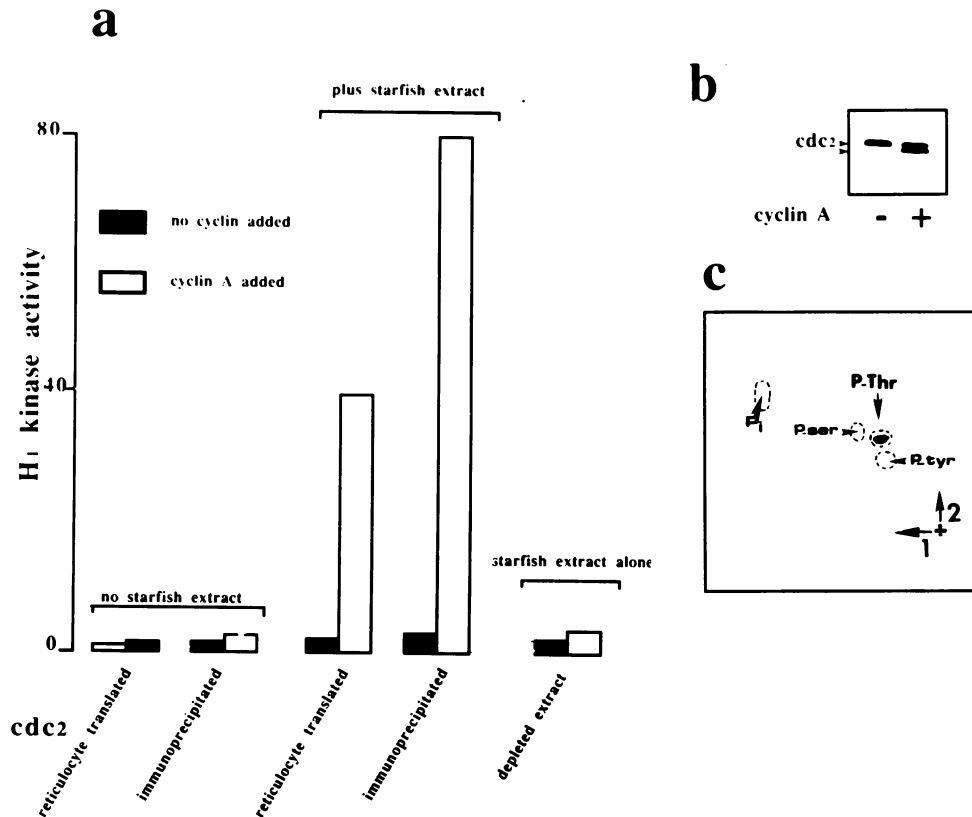 a
plus starfish extract
80
no cyclin added
cyclin A added
H1 kinase activity
40
starfish extract alone
no starfish extract
0
cdc2
reticulocyte translated
immunoprecipitated
reticulocyte translated
immunoprecipitated
depleted extract
b
cdc2
cyclin A - +
c
P-Thr
Pi
P-ser
P-tyr
2
+
1